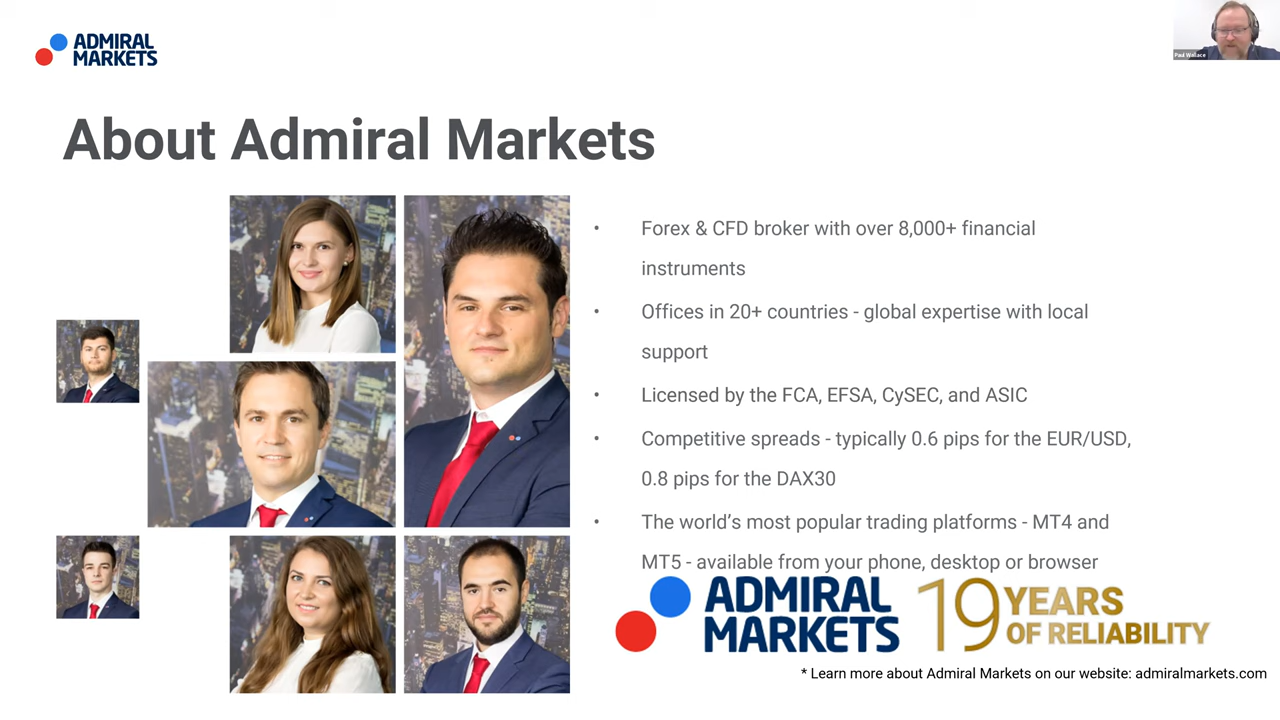 ADMIRAL
MARKETS
Paul Wallace
About Admiral Markets
• Forex & CFD broker with over 8,000+ financial
instruments
• Offices in 20+ countries - global expertise with local
support
• Licensed by the FCA, EFSA, CySEC, and ASIC
• Competitive spreads - typically 0.6 pips for the EUR/USD,
0.8 pips for the DAX30
• The world’s most popular trading platforms - MT4 and
MT5 - available from your phone, desktop or browser
ADMIRAL
MARKETS
19 YEARS
OF RELIABILITY
* Learn more about Admiral Markets on our website: admiralmarkets.com